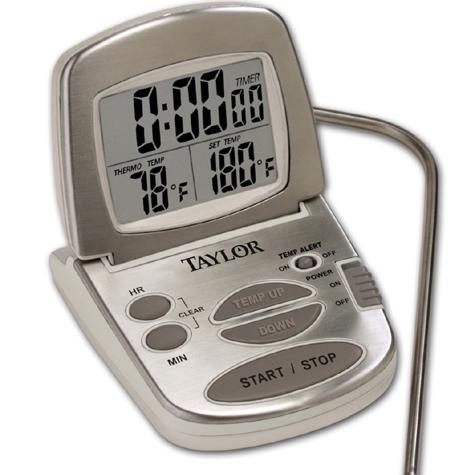 TIMER
0:00 00
THERMO TEMP
78°F
SET TEMP
180°F
TAYLOR
TEMP ALERT
ON OFF
POWER
ON
OFF
HR
CLEAR
MIN
TEMP UP
DOWN
START / STOP